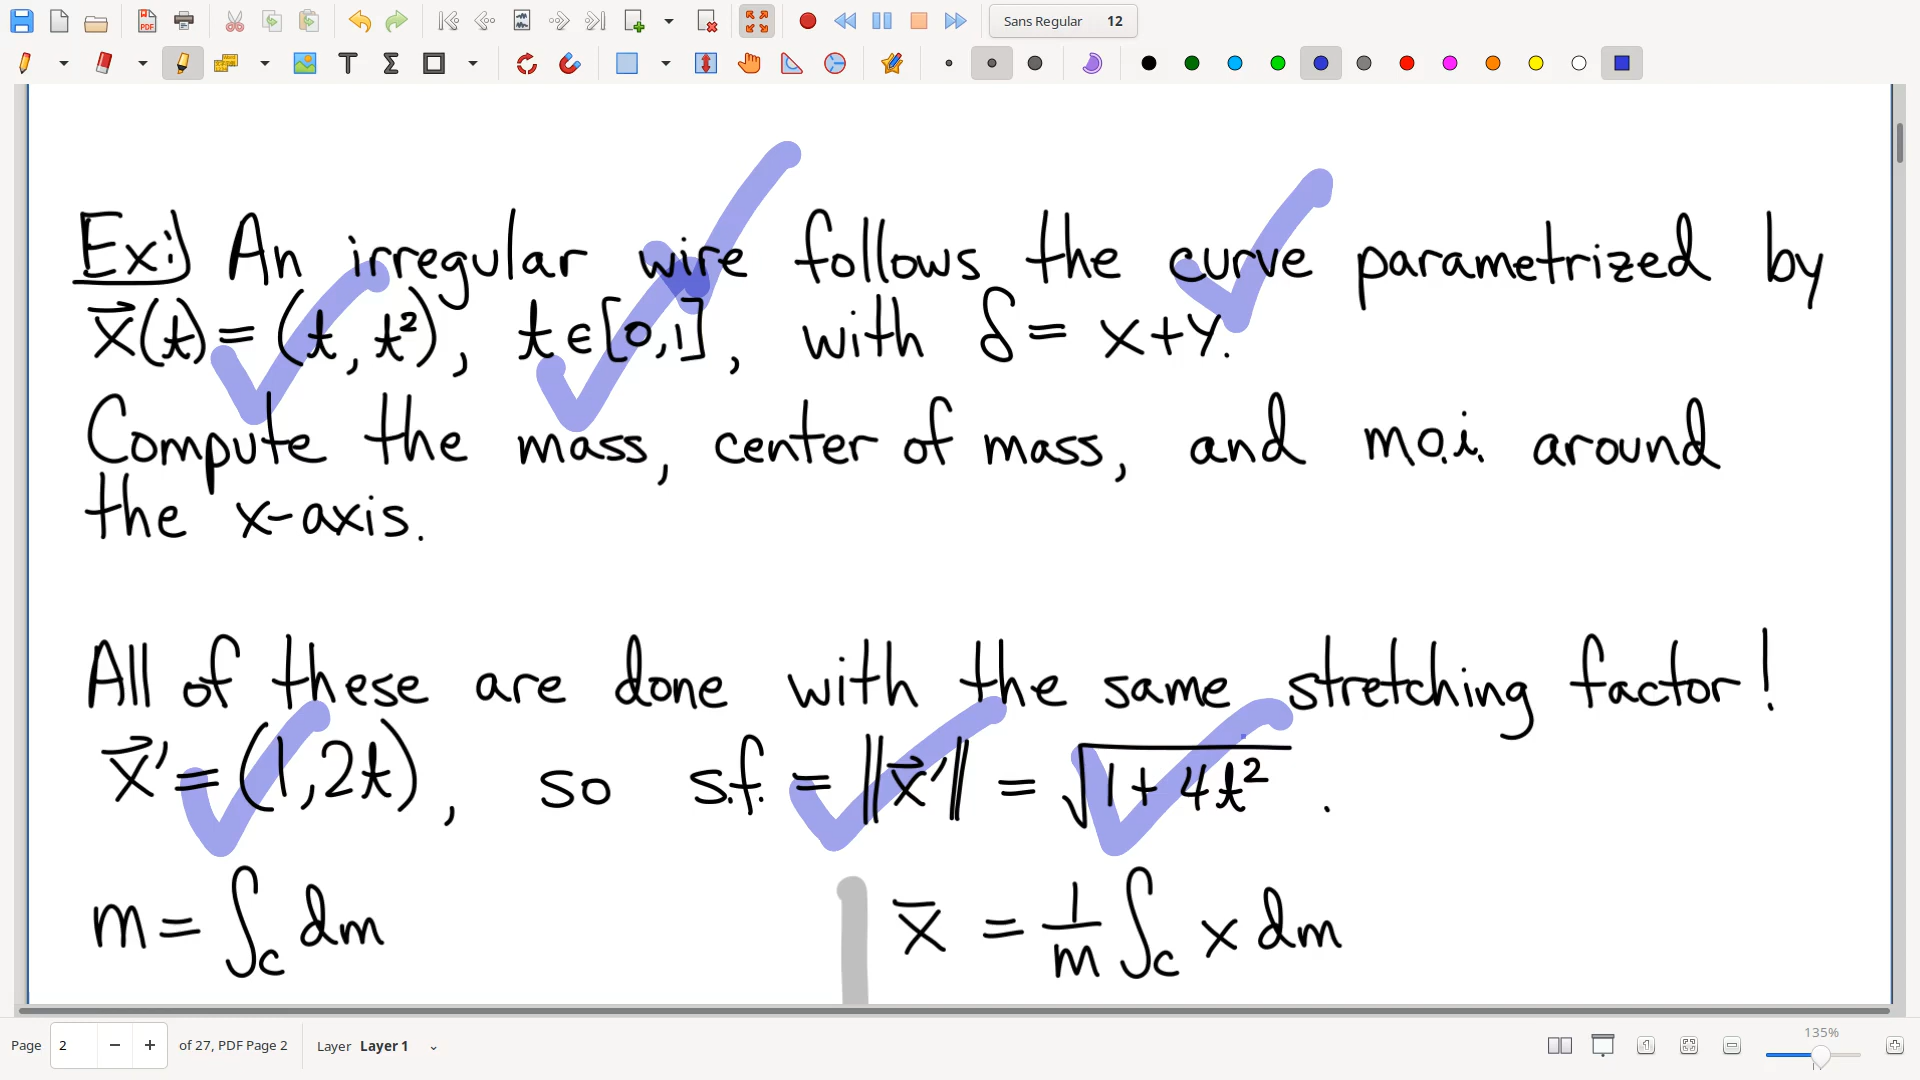 Sans Regular 12
Ex:) An irregular wire follows the curve parametrized by
x⃗(t) = (t, t²), t ∈ [0,1], with δ = x+y.
Compute the mass, center of mass, and m.o.i. around
the x-axis.
All of these are done with the same stretching factor!
x⃗' = (1, 2t), so s.f. = ||x⃗'|| = √(1+4t²).
m = ∫_C dm    x̄ = 1/m ∫_C x dm
Page 2 − + of 27, PDF Page 2 Layer Layer 1 135%